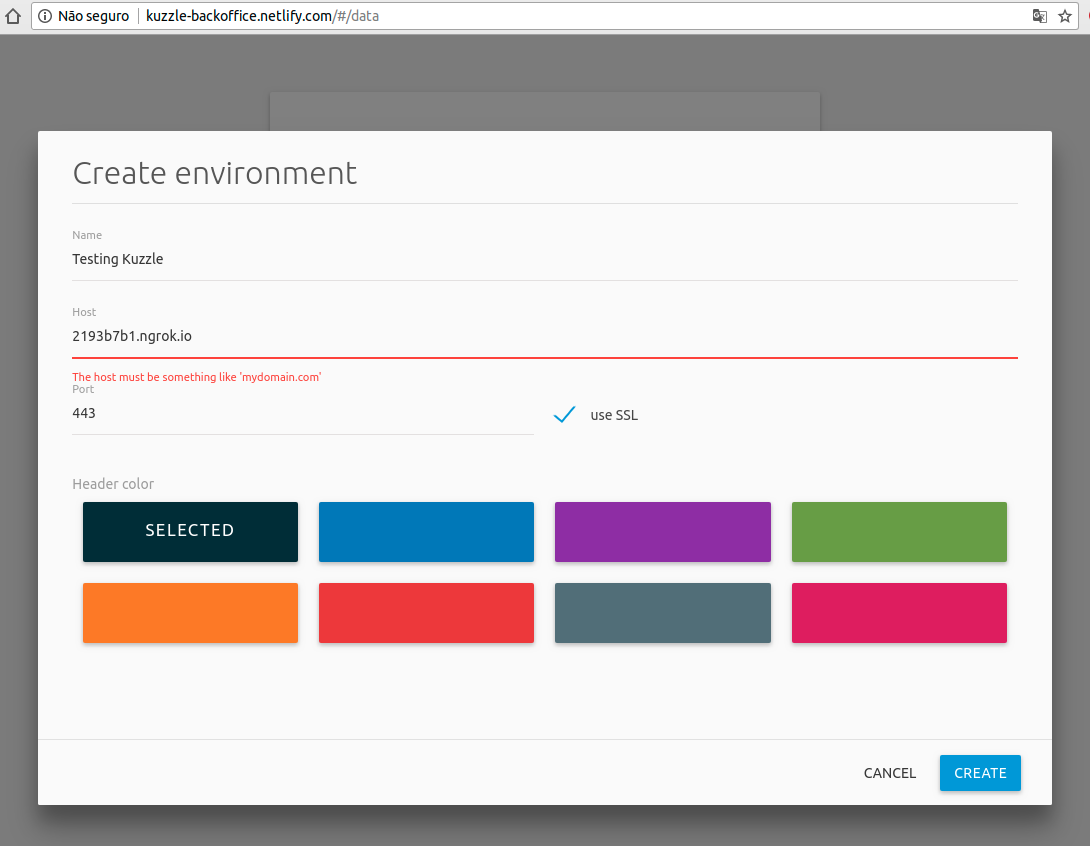 Não seguro kuzzle-backoffice.netlify.com/#/data
Create environment
Name
Testing Kuzzle
Host
2193b7b1.ngrok.io
The host must be something like 'mydomain.com'
Port
443
use SSL
Header color
SELECTED
CANCEL CREATE